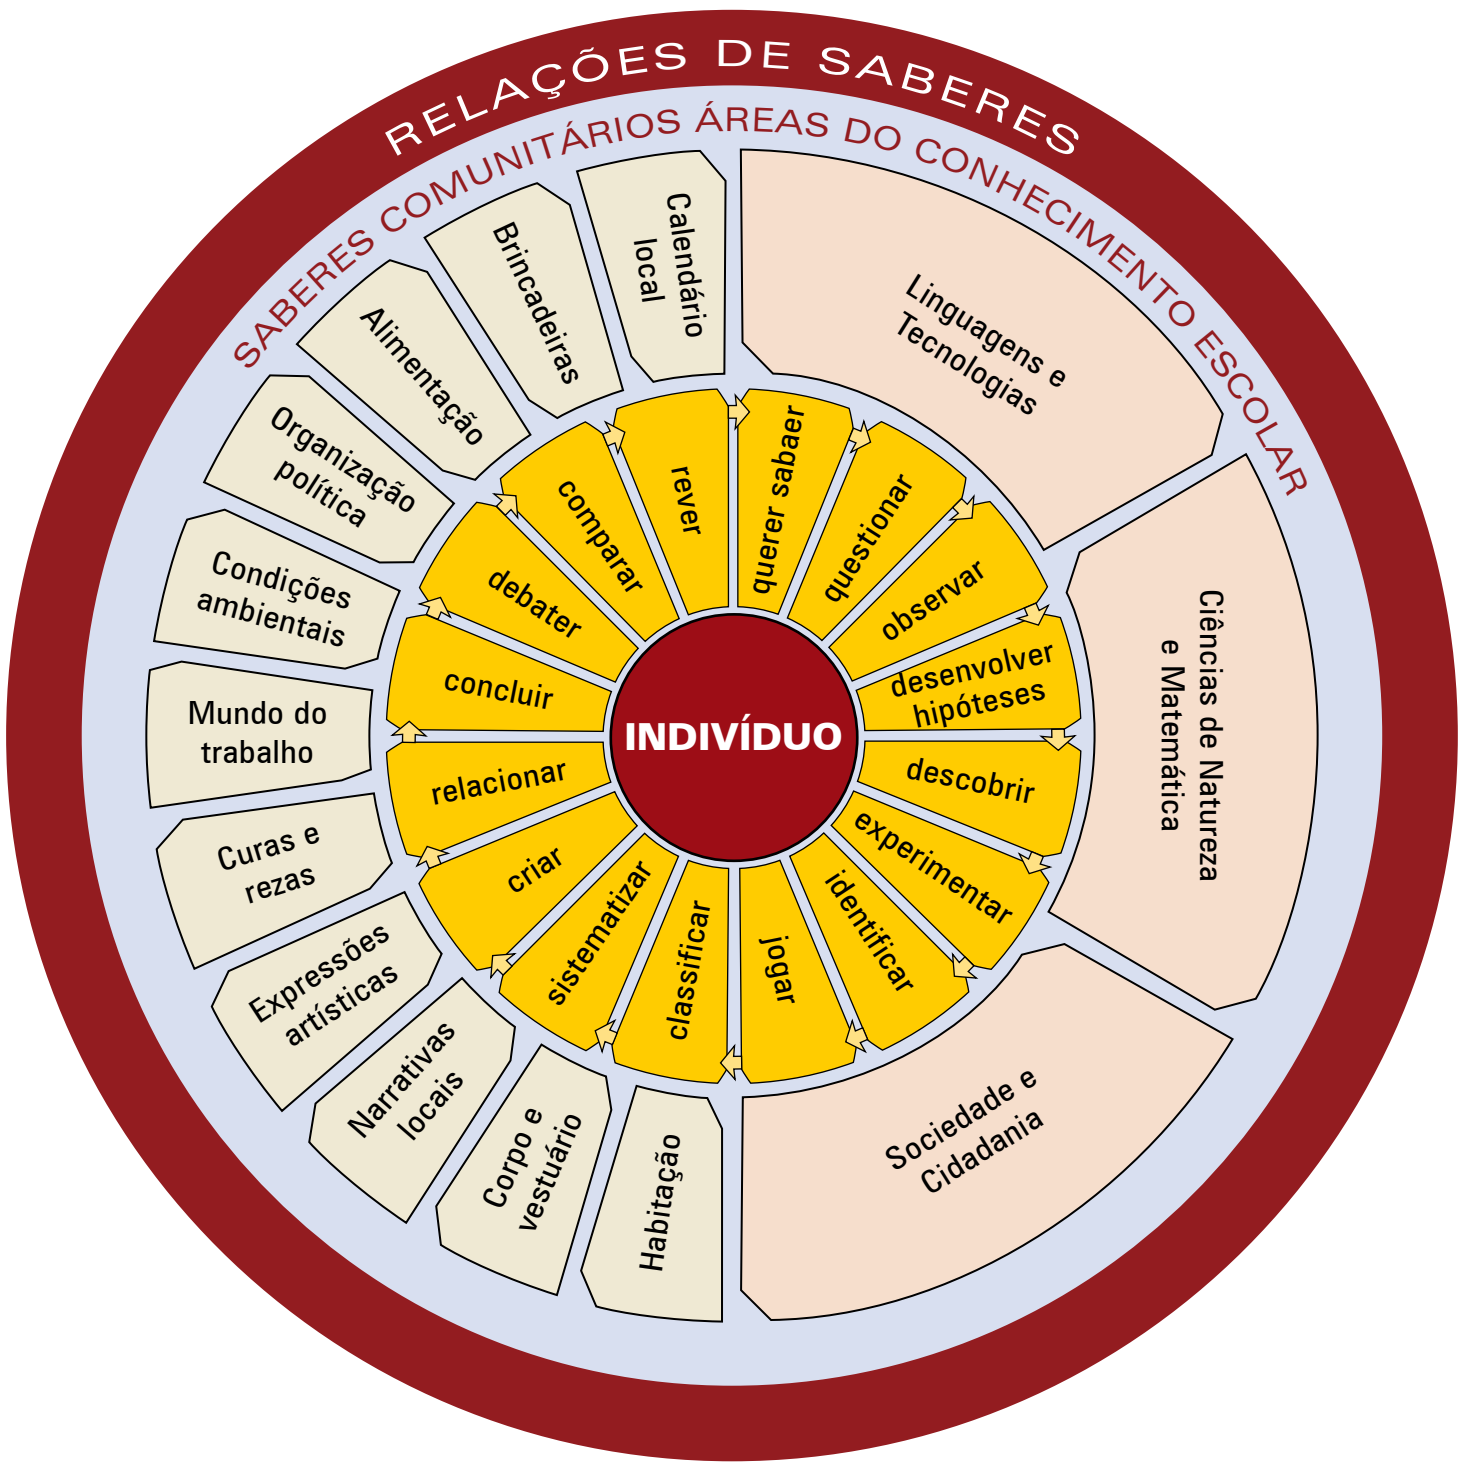 RELAÇÕES DE SABERES
SABERES COMUNITÁRIOS
ÁREAS DO CONHECIMENTO ESCOLAR
Calendário
local
Brincadeiras
Alimentação
Organização
política
Condições
ambientais
Mundo do
trabalho
Curas e
rezas
Expressões
artísticas
Narrativas
locais
Corpo e
vestuário
Habitação
Linguagens e
Tecnologias
Ciências de Natureza
e Matemática
Sociedade e
Cidadania
querer sabaer
questionar
observar
desenvolver
hipóteses
descobrir
experimentar
identificar
jogar
classificar
sistematizar
criar
relacionar
concluir
debater
comparar
rever
INDIVÍDUO